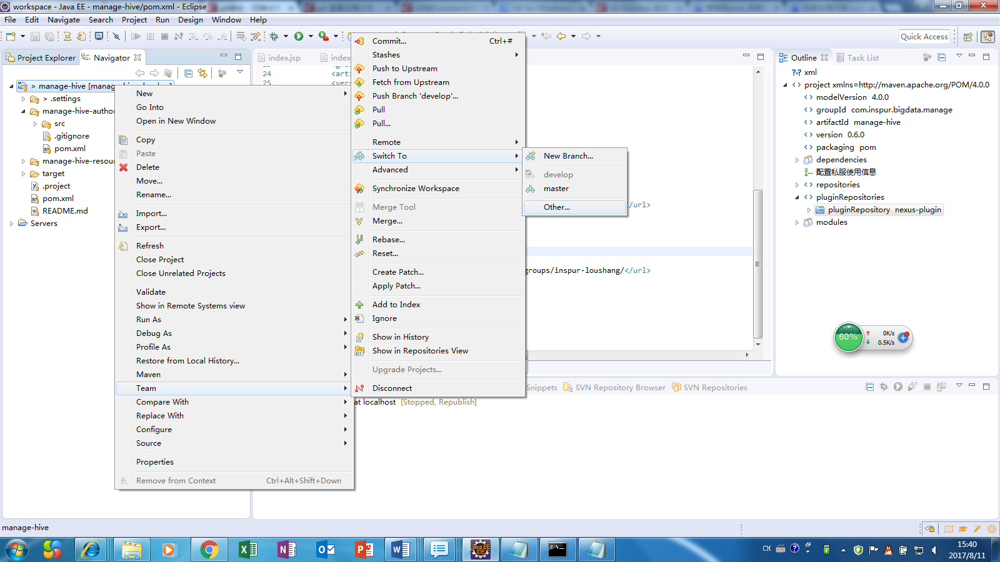 workspace - Java EE - manage-hive/pom.xml - Eclipse
File Edit Navigate Search Project Run Design Window Help
Quick Access
Project Explorer
Navigator
> manage-hive
> .settings
manage-hive-author
src
.gitignore
pom.xml
manage-hive-resour
target
.project
pom.xml
README.md
Servers
New
Go Into
Open in New Window
Copy
Paste
Delete
Move...
Rename...
Import...
Export...
Refresh
Close Project
Close Unrelated Projects
Validate
Show in Remote Systems view
Run As
Debug As
Profile As
Restore from Local History...
Maven
Team
Compare With
Replace With
Configure
Source
Properties
Remove from Context Ctrl+Alt+Shift+Down
index.jsp
index
24 <arti
25 <vers
Commit... Ctrl+#
Stashes
Push to Upstream
Fetch from Upstream
Push Branch 'develop'...
Pull
Pull...
Remote
Switch To
Advanced
Synchronize Workspace
Merge Tool
Merge...
Rebase...
Reset...
Create Patch...
Apply Patch...
Add to Index
Ignore
Show in History
Show in Repositories View
Upgrade Projects...
Disconnect
New Branch...
develop
master
Other...
</url>
groups/inspur-loushang/</url>
Outline
Task List
xml
project xmlns=http://maven.apache.org/POM/4.0.0
modelVersion 4.0.0
groupId com.inspur.bigdata.manage
artifactId manage-hive
version 0.6.0
packaging pom
dependencies
配置私服使用信息
repositories
pluginRepositories
pluginRepository nexus-plugin
modules
60%
0K/s
0.5K/s
Snippets SVN Repository Browser SVN Repositories
at localhost [Stopped, Republish]
manage-hive
CH
15:40
2017/8/11